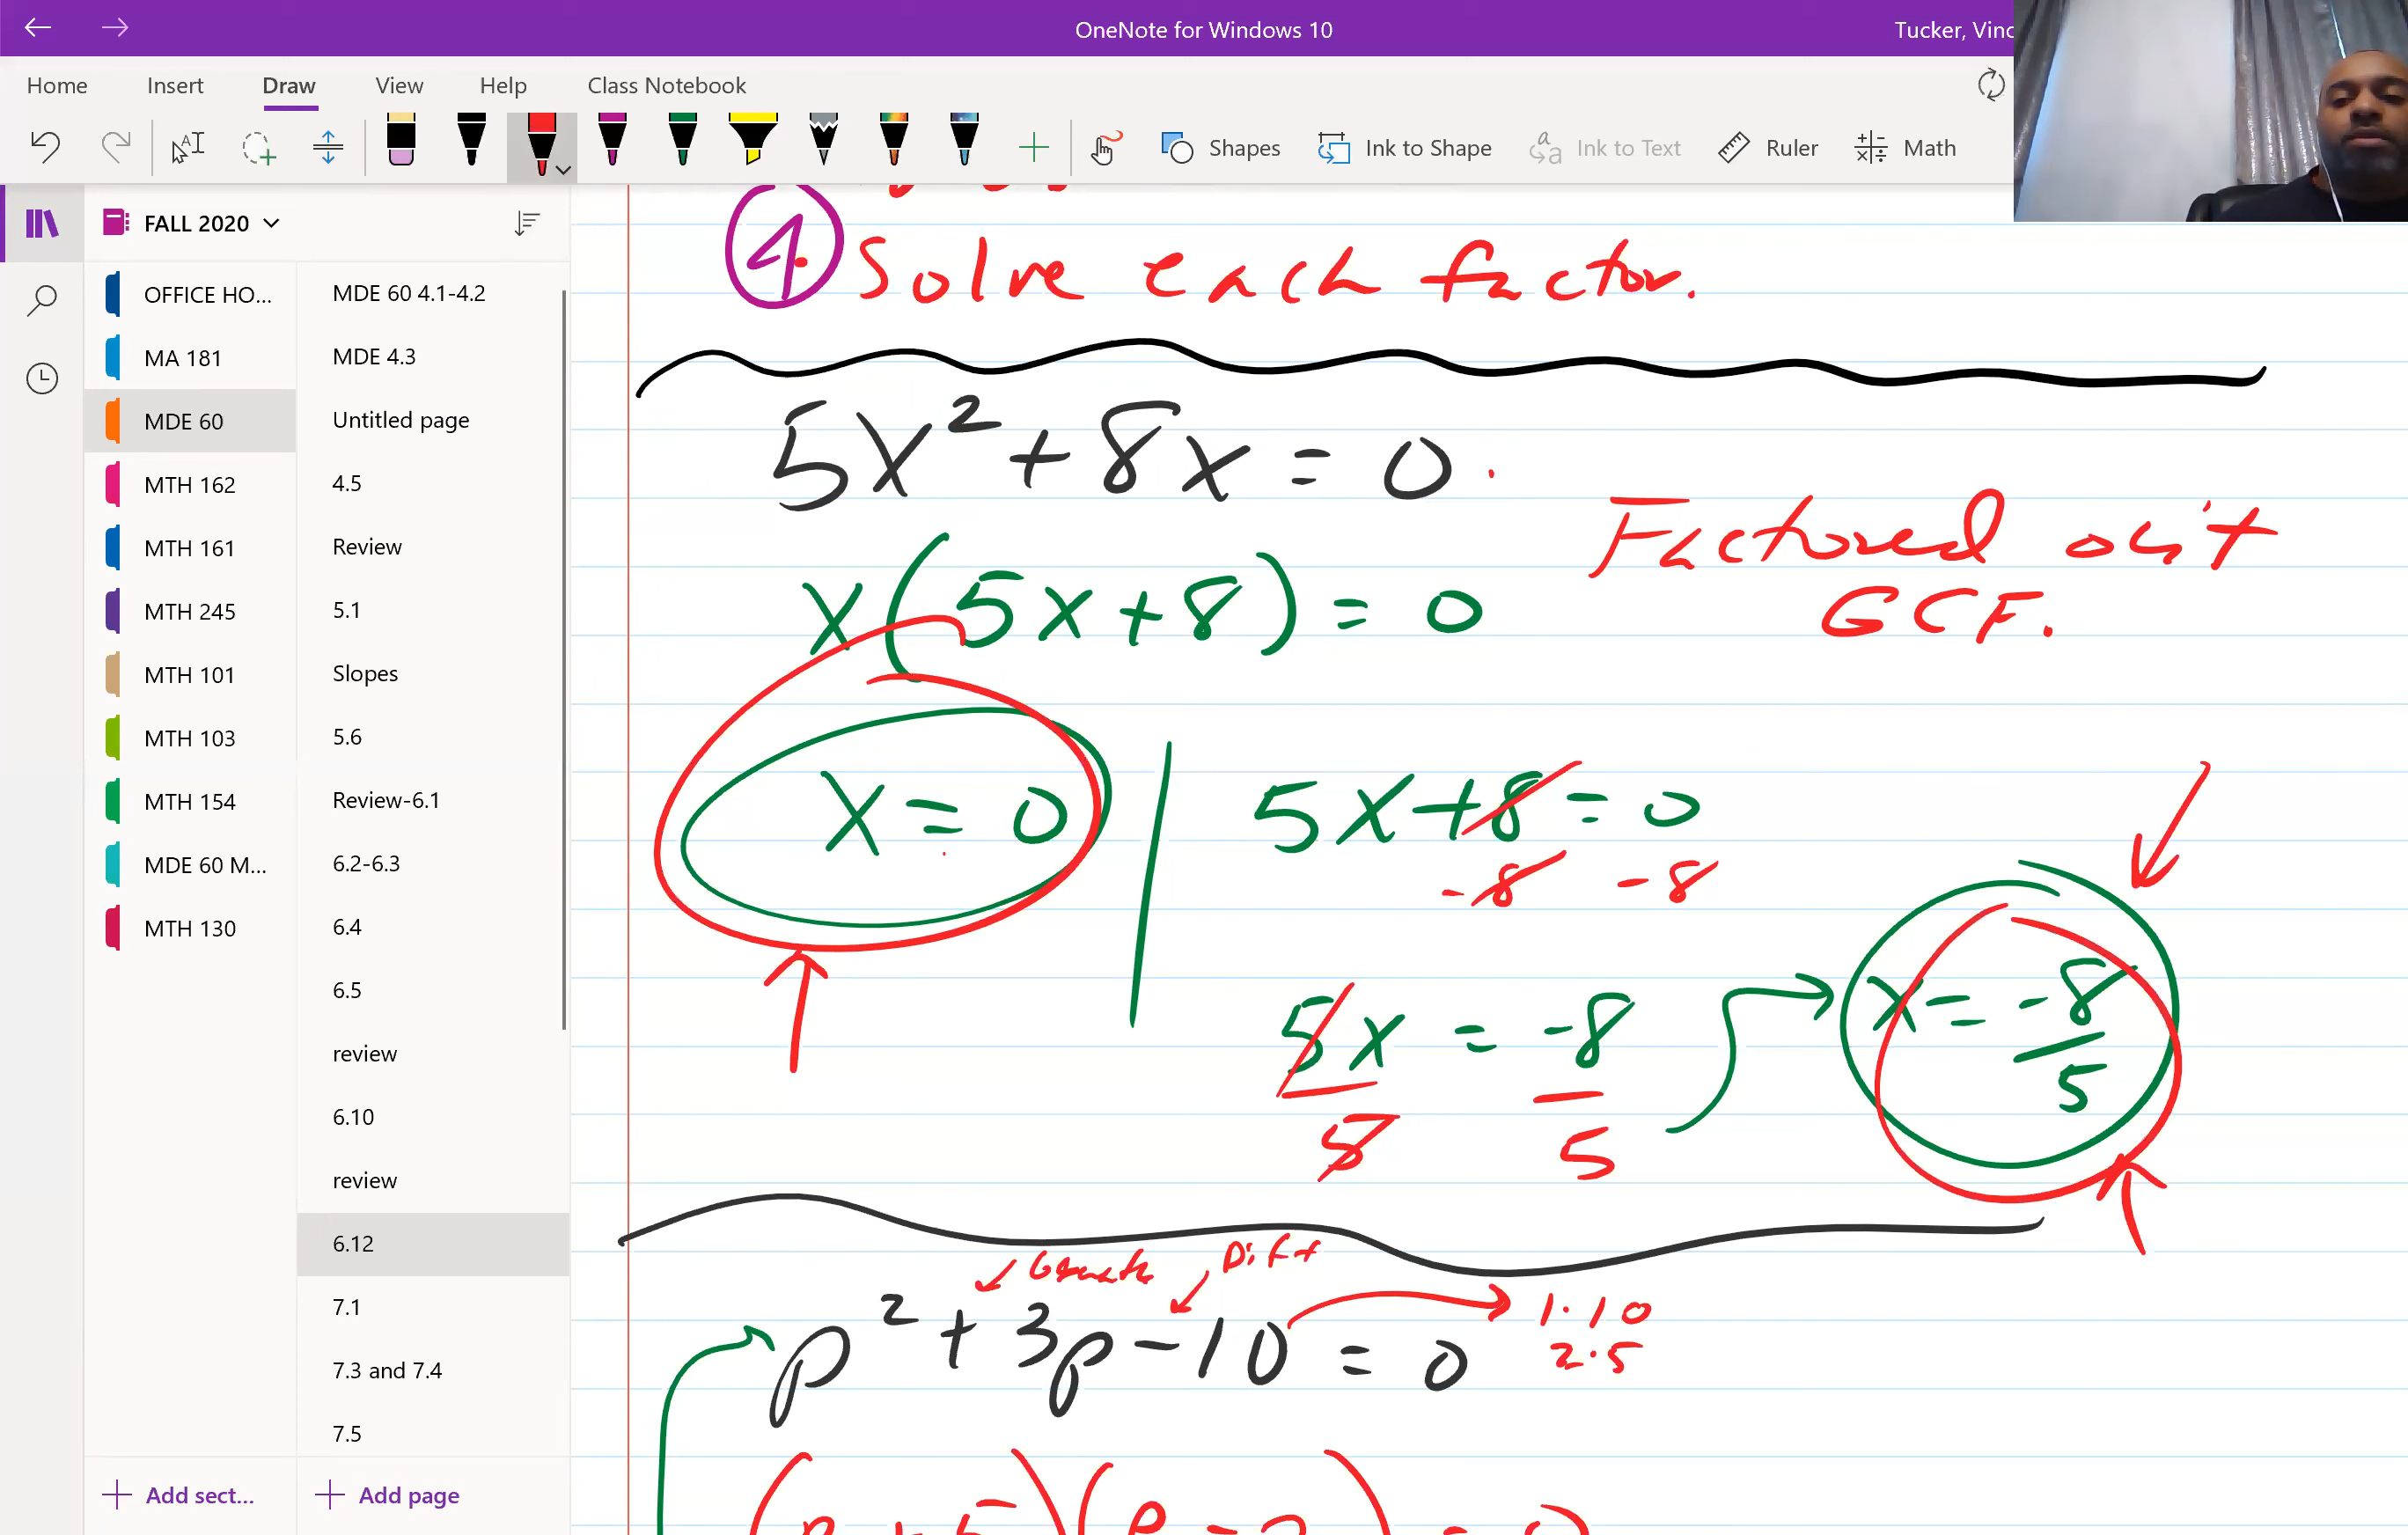 OneNote for Windows 10
Tucker, Vinc
Home Insert Draw View Help Class Notebook
Shapes Ink to Shape Ink to Text Ruler Math
FALL 2020
OFFICE HO...
MA 181
MDE 60
MTH 162
MTH 161
MTH 245
MTH 101
MTH 103
MTH 154
MDE 60 M...
MTH 130
Add sect...
MDE 60 4.1-4.2
MDE 4.3
Untitled page
4.5
Review
5.1
Slopes
5.6
Review-6.1
6.2-6.3
6.4
6.5
review
6.10
review
6.12
7.1
7.3 and 7.4
7.5
Add page
4. Solve each factor.
5x² + 8x = 0
x(5x+8) = 0
Factored out
GCF.
x = 0
5x+8 = 0
-8 -8
5x = -8
5 5
x = -8
5
Diff
p² + 3p - 10 = 0
1·10
2·5